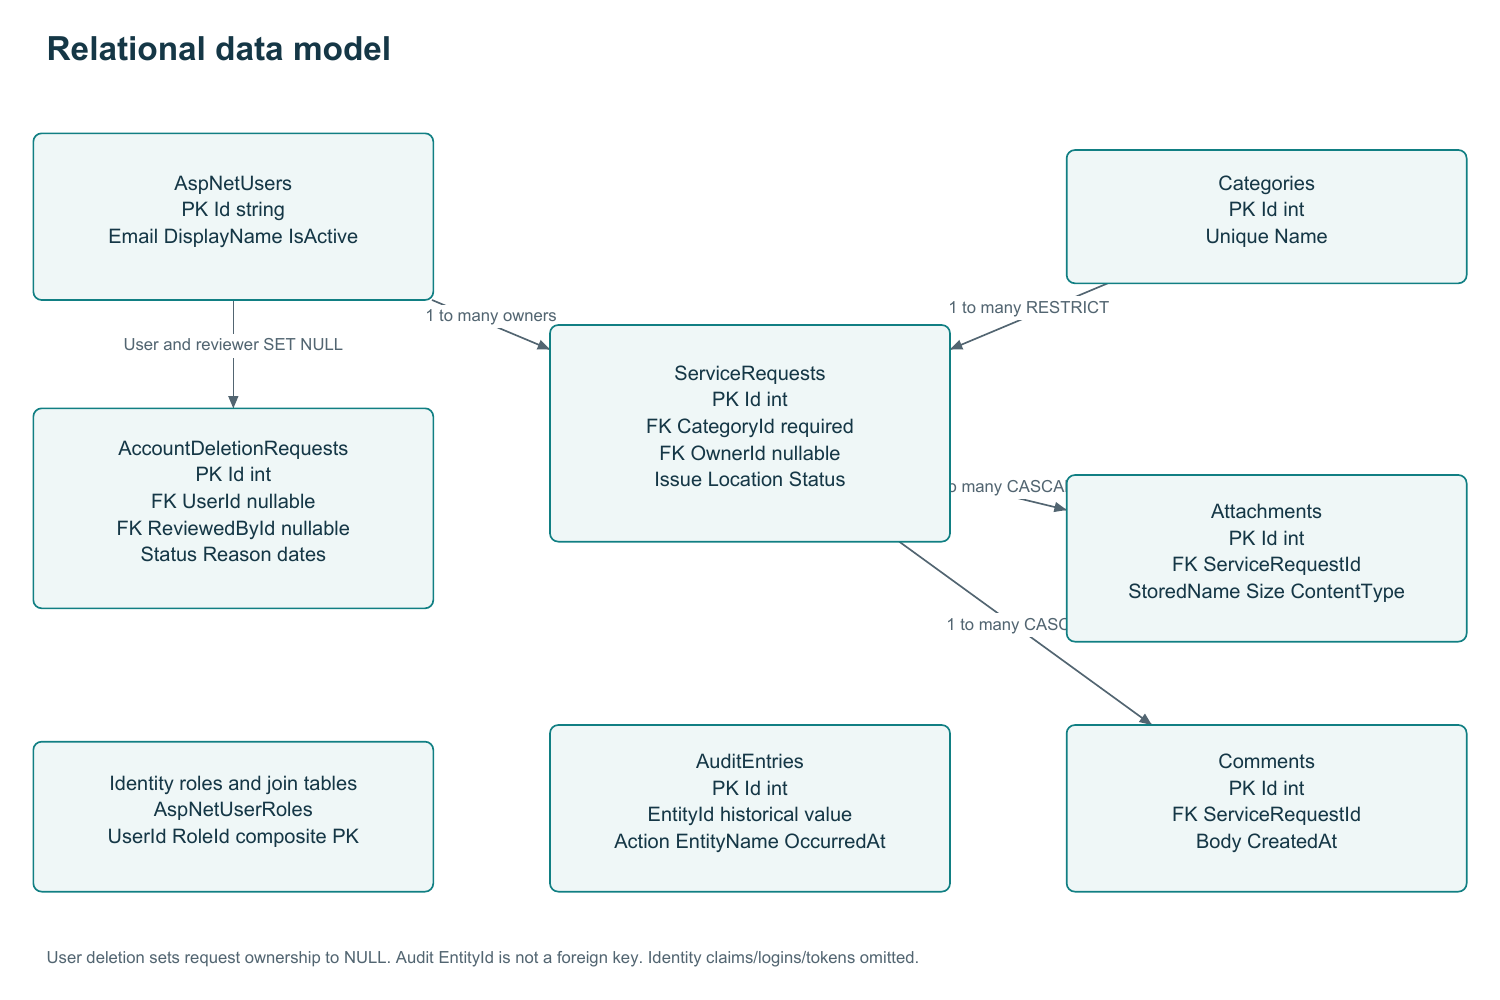 Relational data model
AspNetUsers
PK Id string
Email DisplayName IsActive
Categories
PK Id int
Unique Name
1 to many owners
1 to many RESTRICT
User and reviewer SET NULL
ServiceRequests
PK Id int
FK CategoryId required
FK OwnerId nullable
Issue Location Status
AccountDeletionRequests
PK Id int
FK UserId nullable
FK ReviewedById nullable
Status Reason dates
many
Attachments
PK Id int
FK ServiceRequestId
StoredName Size ContentType
1 to many
Identity roles and join tables
AspNetUserRoles
UserId RoleId composite PK
AuditEntries
PK Id int
EntityId historical value
Action EntityName OccurredAt
Comments
PK Id int
FK ServiceRequestId
Body CreatedAt
User deletion sets request ownership to NULL. Audit EntityId is not a foreign key. Identity claims/logins/tokens omitted.